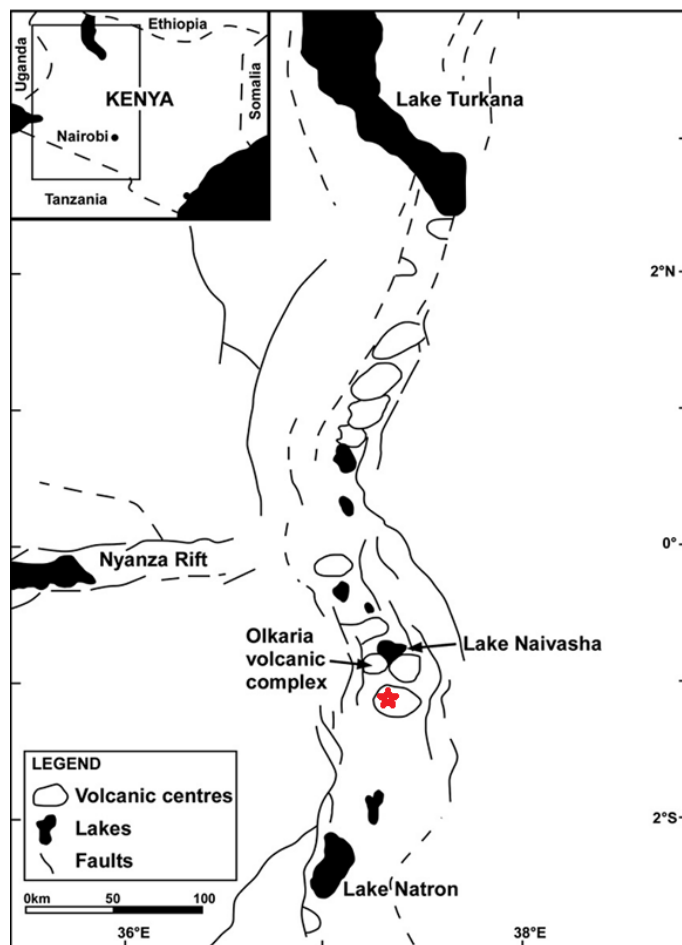 Ethiopia
Uganda
KENYA
Somalia
Nairobi
Tanzania
Lake Turkana
2°N
0°
Nyanza Rift
Olkaria
volcanic
complex
Lake Naivasha
LEGEND
Volcanic centres
Lakes
Faults
0km 50 100
2°S
Lake Natron
36°E
38°E